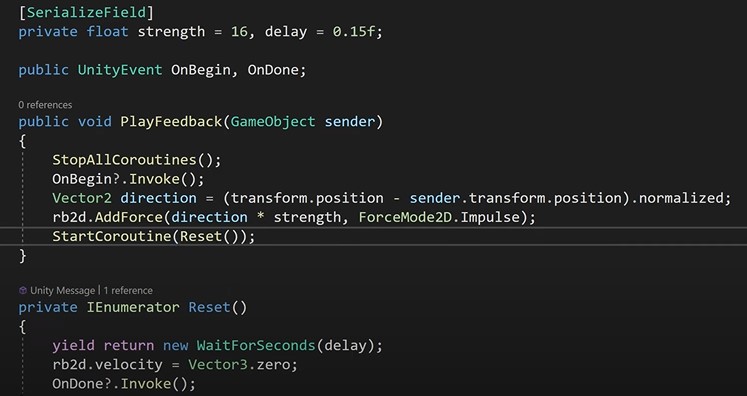 [SerializeField]
private float strength = 16, delay = 0.15f;
public UnityEvent OnBegin, OnDone;
0 references
public void PlayFeedback(GameObject sender)
{
StopAllCoroutines();
OnBegin?.Invoke();
Vector2 direction = (transform.position - sender.transform.position).normalized;
rb2d.AddForce(direction * strength, ForceMode2D.Impulse);
StartCoroutine(Reset());
}
Unity Message | 1 reference
private IEnumerator Reset()
{
yield return new WaitForSeconds(delay);
rb2d.velocity = Vector3.zero;
OnDone?.Invoke();